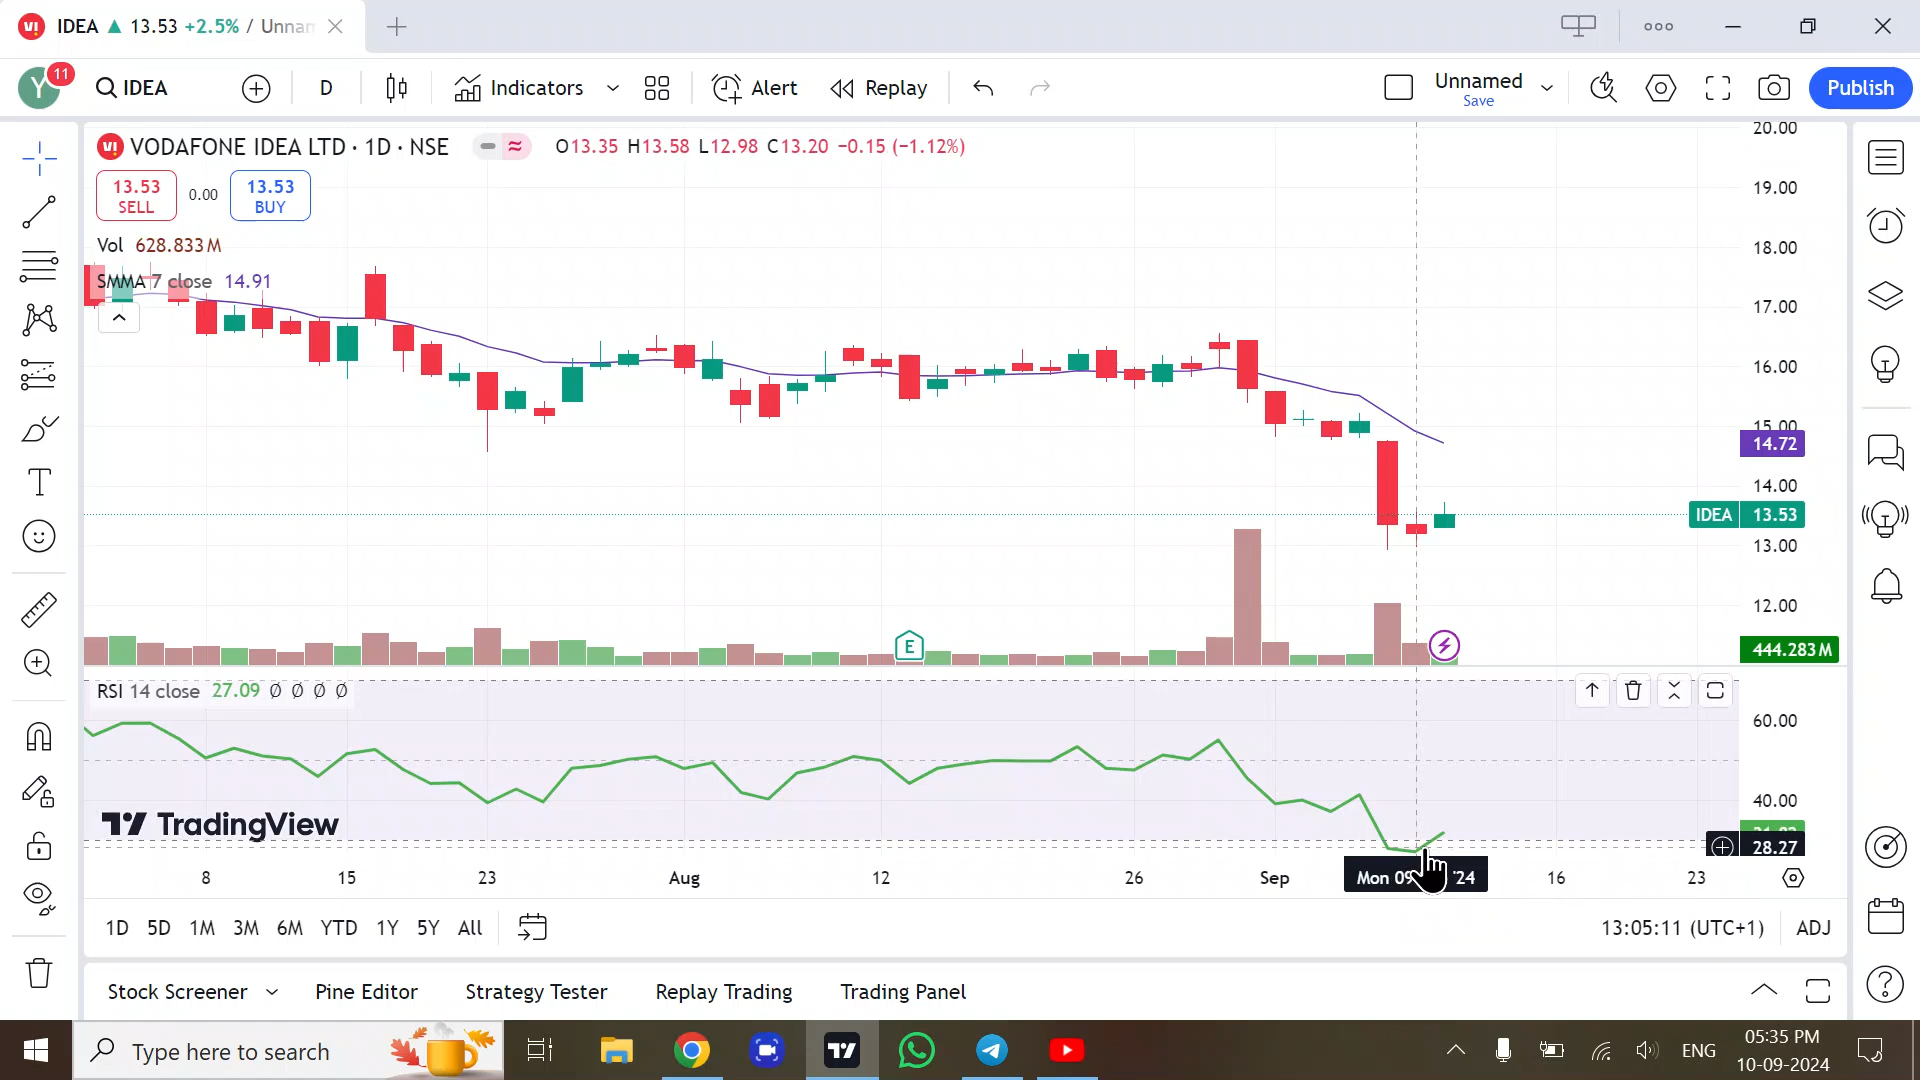 IDEA ▲ 13.53 +2.5% / Unnam
Y 11 IDEA D Indicators Alert Replay Unnamed Save Publish
VODAFONE IDEA LTD · 1D · NSE O13.35 H13.58 L12.98 C13.20 −0.15 (−1.12%)
13.53 SELL 0.00 13.53 BUY
Vol 628.833 M
SMMA 7 close 14.91
20.00
19.00
18.00
17.00
16.00
15.00
14.72
14.00
IDEA 13.53
13.00
12.00
E
444.283 M
RSI 14 close 27.09 Ø Ø Ø Ø
60.00
40.00
28.27
TradingView
8 15 23 Aug 12 26 Sep Mon 09 '24 16 23
1D 5D 1M 3M 6M YTD 1Y 5Y All 13:05:11 (UTC+1) ADJ
Stock Screener Pine Editor Strategy Tester Replay Trading Trading Panel
Type here to search
ENG 05:35 PM
10-09-2024